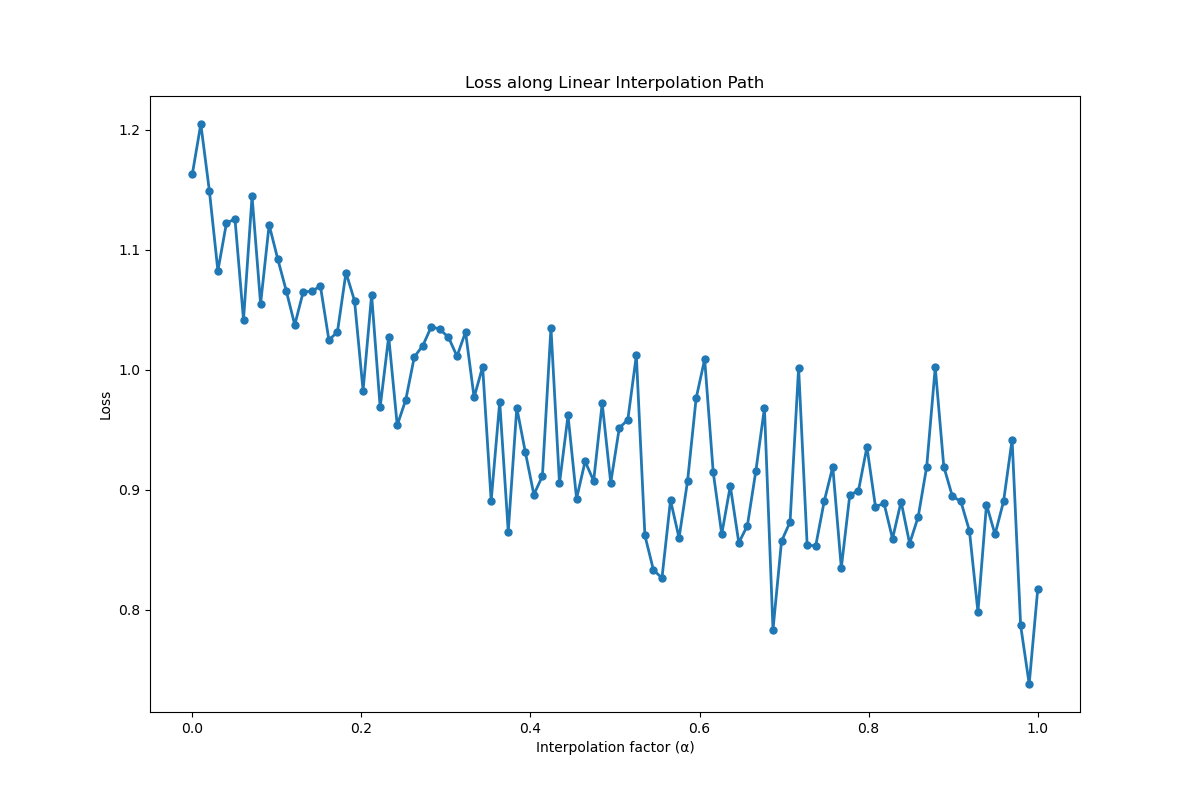 Loss along Linear Interpolation Path
1.2
1.1
1.0
0.9
0.8
Loss
0.0 0.2 0.4 0.6 0.8 1.0
Interpolation factor (α)